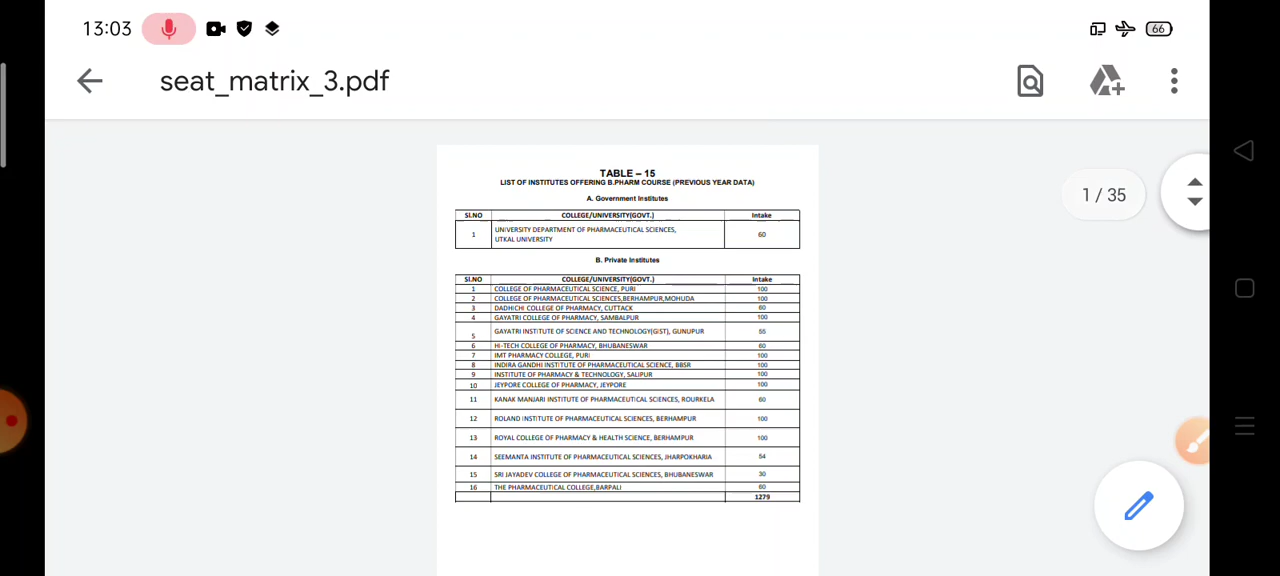 13:03
66
seat_matrix_3.pdf
1 / 35
TABLE – 15
LIST OF INSTITUTES OFFERING B.PHARM COURSE (PREVIOUS YEAR DATA)
A. Government Institutes
Sl.NO COLLEGE/UNIVERSITY(GOVT.) Intake
1 UNIVERSITY DEPARTMENT OF PHARMACEUTICAL SCIENCES, UTKAL UNIVERSITY 60
B. Private Institutes
Sl.NO COLLEGE/UNIVERSITY(GOVT.) Intake
1 COLLEGE OF PHARMACEUTICAL SCIENCE, PURI 100
2 COLLEGE OF PHARMACEUTICAL SCIENCES,BERHAMPUR,MOHUDA 100
3 DADHICHI COLLEGE OF PHARMACY, CUTTACK 60
4 GAYATRI COLLEGE OF PHARMACY, SAMBALPUR 100
5 GAYATRI INSTITUTE OF SCIENCE AND TECHNOLOGY(GIST), GUNUPUR 55
6 HI-TECH COLLEGE OF PHARMACY, BHUBANESWAR 60
7 IMT PHARMACY COLLEGE, PURI 100
8 INDIRA GANDHI INSTITUTE OF PHARMACEUTICAL SCIENCE, BBSR 100
9 INSTITUTE OF PHARMACY & TECHNOLOGY, SALIPUR 100
10 JEYPORE COLLEGE OF PHARMACY, JEYPORE 100
11 KANAK MANJARI INSTITUTE OF PHARMACEUTICAL SCIENCES, ROURKELA 60
12 ROLAND INSTITUTE OF PHARMACEUTICAL SCIENCES, BERHAMPUR 100
13 ROYAL COLLEGE OF PHARMACY & HEALTH SCIENCE, BERHAMPUR 100
14 SEEMANTA INSTITUTE OF PHARMACEUTICAL SCIENCES, JHARPOKHARIA 54
15 SRI JAYADEV COLLEGE OF PHARMACEUTICAL SCIENCES, BHUBANESWAR 30
16 THE PHARMACEUTICAL COLLEGE,BARPALI 60
1279